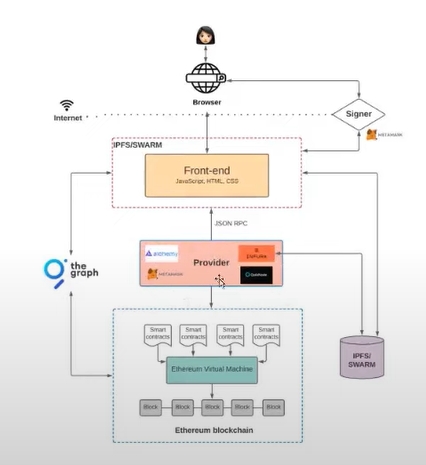 Browser
Internet
Signer
METAMASK
IPFS/SWARM
Front-end
JavaScript, HTML, CSS
JSON RPC
alchemy
INFURA
Provider
METAMASK
the
graph
Smart
contracts
Smart
contracts
Smart
contracts
Smart
contracts
IPFS/
SWARM
Ethereum Virtual Machine
Block
Block
Block
Block
Block
Ethereum blockchain